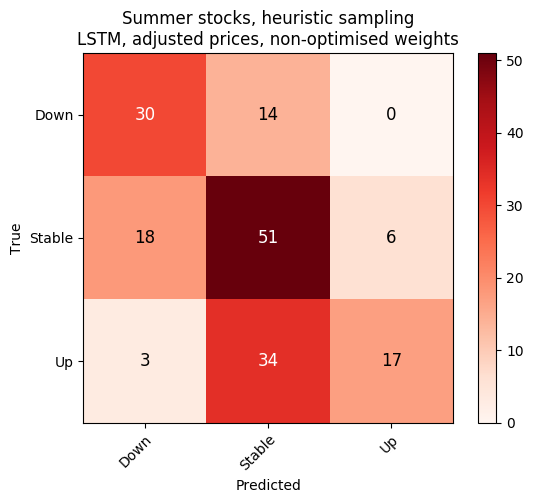 Summer stocks, heuristic sampling
LSTM, adjusted prices, non-optimised weights
True
Down
30 14 0
Stable
18 51 6
Up
3 34 17
Down Stable Up
Predicted
50
40
30
20
10
0